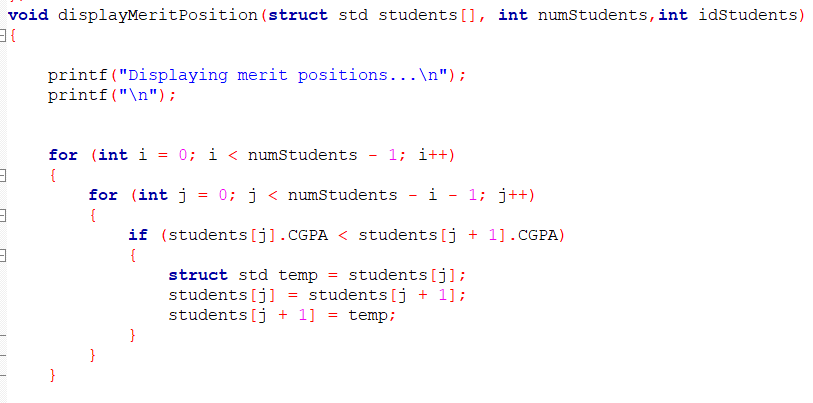 void displayMeritPosition(struct std students[], int numStudents,int idStudents)
{
    printf("Displaying merit positions...\n");
    printf("\n");
    for (int i = 0; i < numStudents - 1; i++)
    {
        for (int j = 0; j < numStudents - i - 1; j++)
        {
            if (students[j].CGPA < students[j + 1].CGPA)
            {
                struct std temp = students[j];
                students[j] = students[j + 1];
                students[j + 1] = temp;
            }
        }
    }